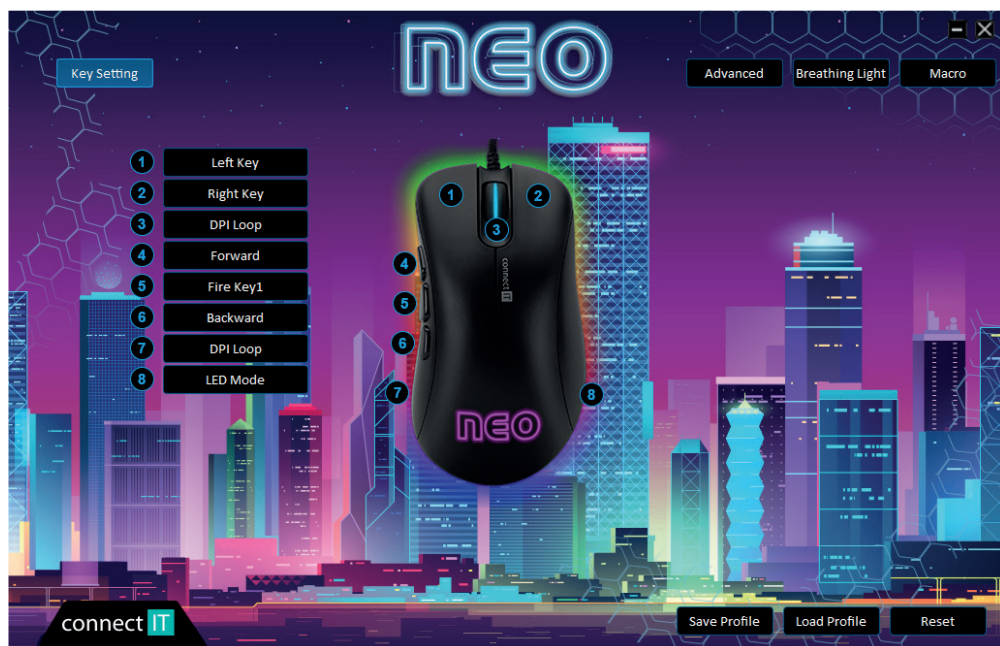 neo
Key Setting
Advanced
Breathing Light
Macro
1 Left Key
2 Right Key
3 DPI Loop
4 Forward
5 Fire Key1
6 Backward
7 DPI Loop
8 LED Mode
1 2
3
4
5
6
7 8
connect IT
neo
connect IT
Save Profile
Load Profile
Reset